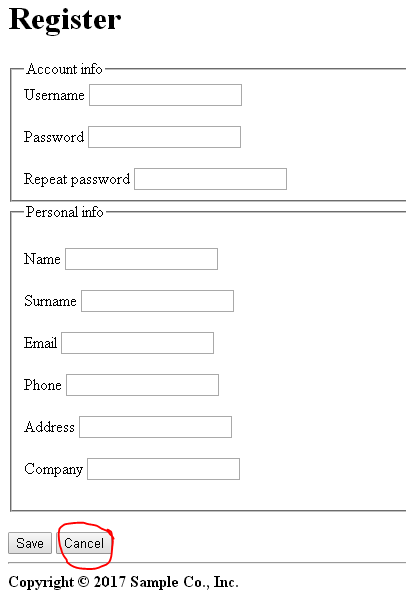 Register
Account info
Username
Password
Repeat password
Personal info
Name
Surname
Email
Phone
Address
Company
Save Cancel
Copyright © 2017 Sample Co., Inc.